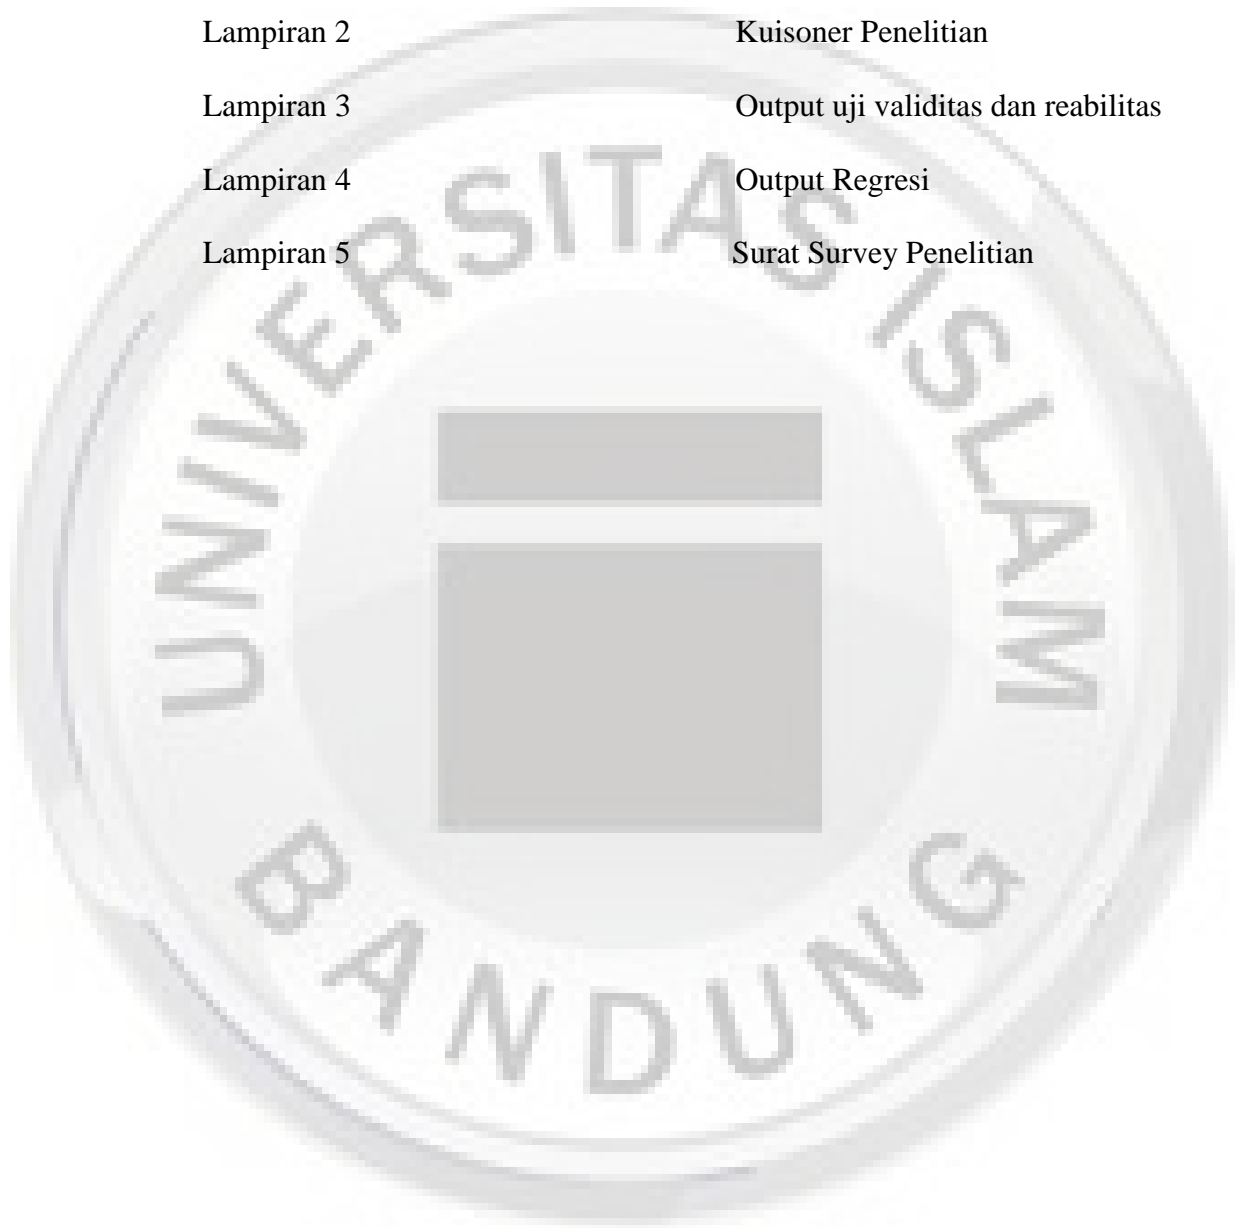 Lampiran 2 Kuisoner Penelitian
Lampiran 3 Output uji validitas dan reabilitas
Lampiran 4 Output Regresi
Lampiran 5 Surat Survey Penelitian
UNIVERSITAS ISLAM
BANDUNG